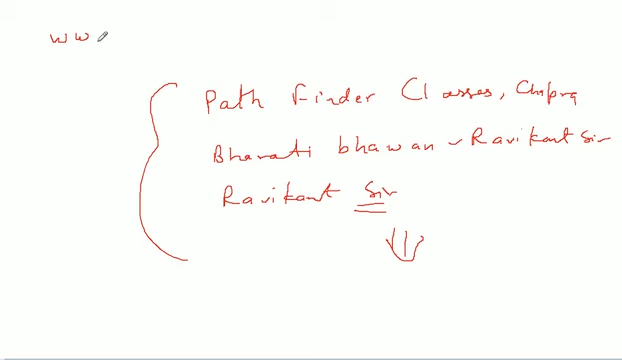 ww
Path Finder Classes, Chapra
Bharati bhawan Ravikant Sir
Ravikant Sir